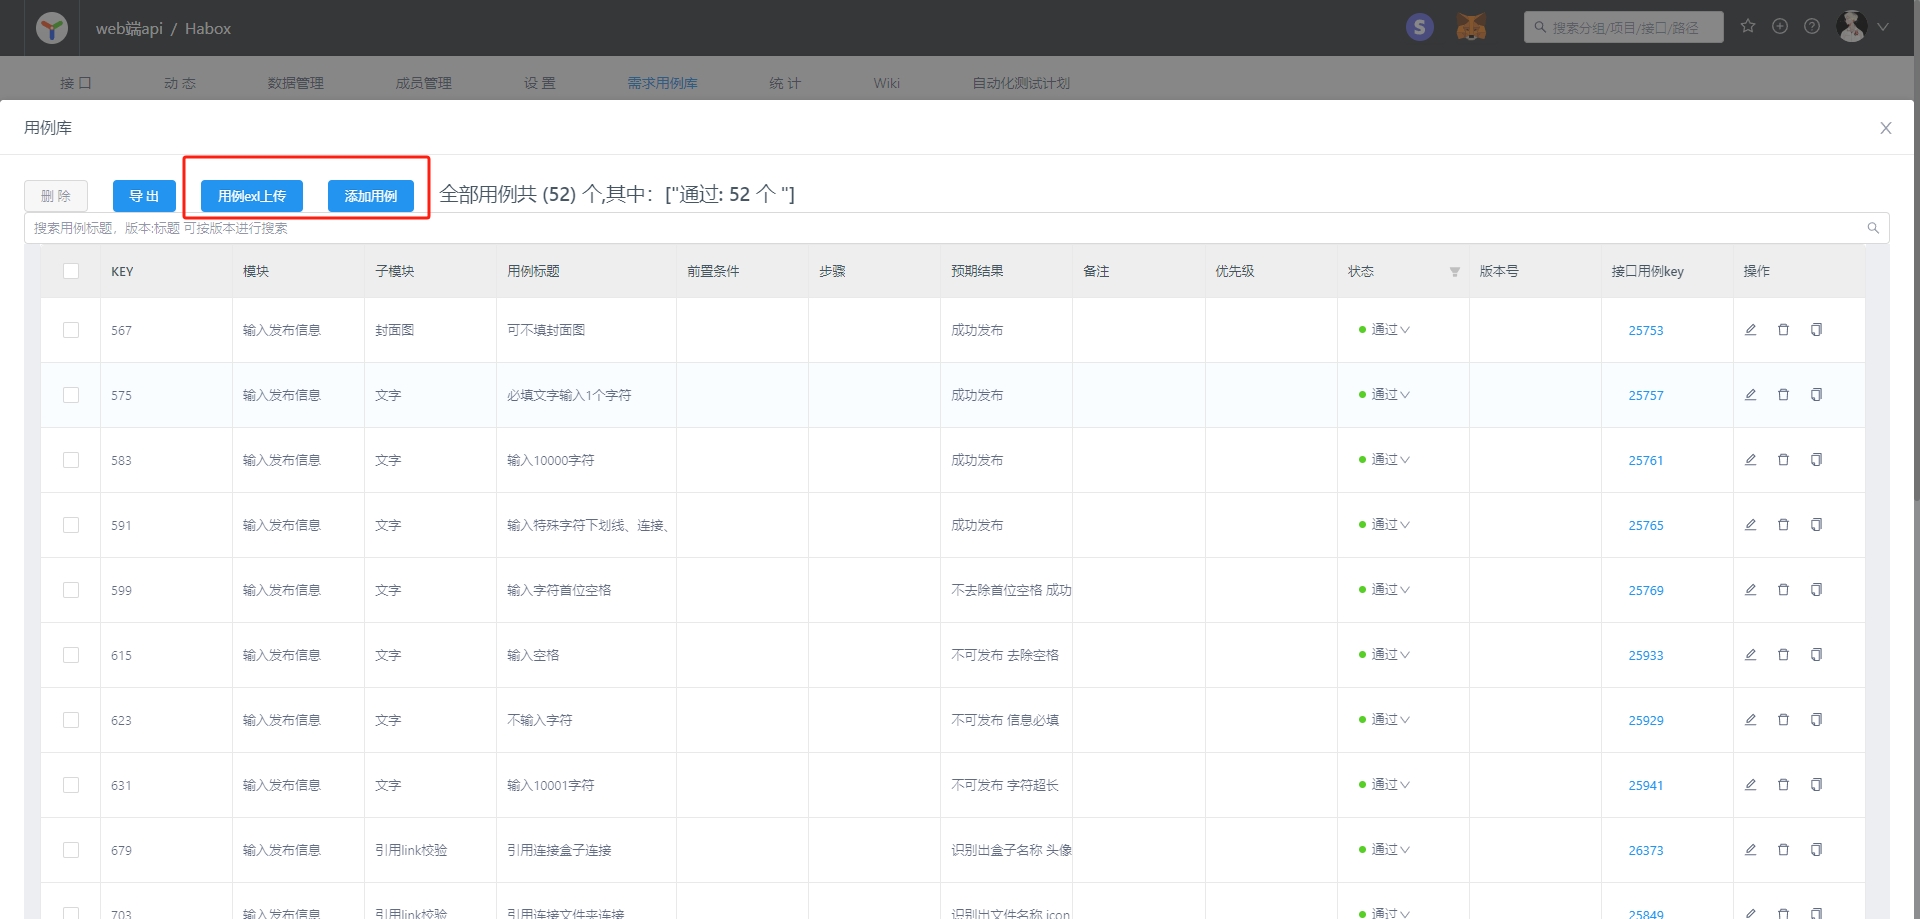 web端api / Habox
S
搜索分组/项目/接口/路径
接 口 动 态 数据管理 成员管理 设 置 需求用例库 统 计 Wiki 自动化测试计划
用例库
删 除 导 出 用例exl上传 添加用例 全部用例共 (52) 个,其中：["通过: 52 个 "]
搜索用例标题，版本:标题 可按版本进行搜索
KEY 模块 子模块 用例标题 前置条件 步骤 预期结果 备注 优先级 状态 版本号 接口用例key 操作
567 输入发布信息 封面图 可不填封面图 成功发布 通过 25753
575 输入发布信息 文字 必填文字输入1个字符 成功发布 通过 25757
583 输入发布信息 文字 输入10000字符 成功发布 通过 25761
591 输入发布信息 文字 输入特殊字符下划线、连接、 成功发布 通过 25765
599 输入发布信息 文字 输入字符首位空格 不去除首位空格 成功 通过 25769
615 输入发布信息 文字 输入空格 不可发布 去除空格 通过 25933
623 输入发布信息 文字 不输入字符 不可发布 信息必填 通过 25929
631 输入发布信息 文字 输入10001字符 不可发布 字符超长 通过 25941
679 输入发布信息 引用link校验 引用连接盒子连接 识别出盒子名称 头像 通过 26373
703 输入发布信息 引用link校验 引用连接文件夹连接 识别出文件名称 icon 通过 25849